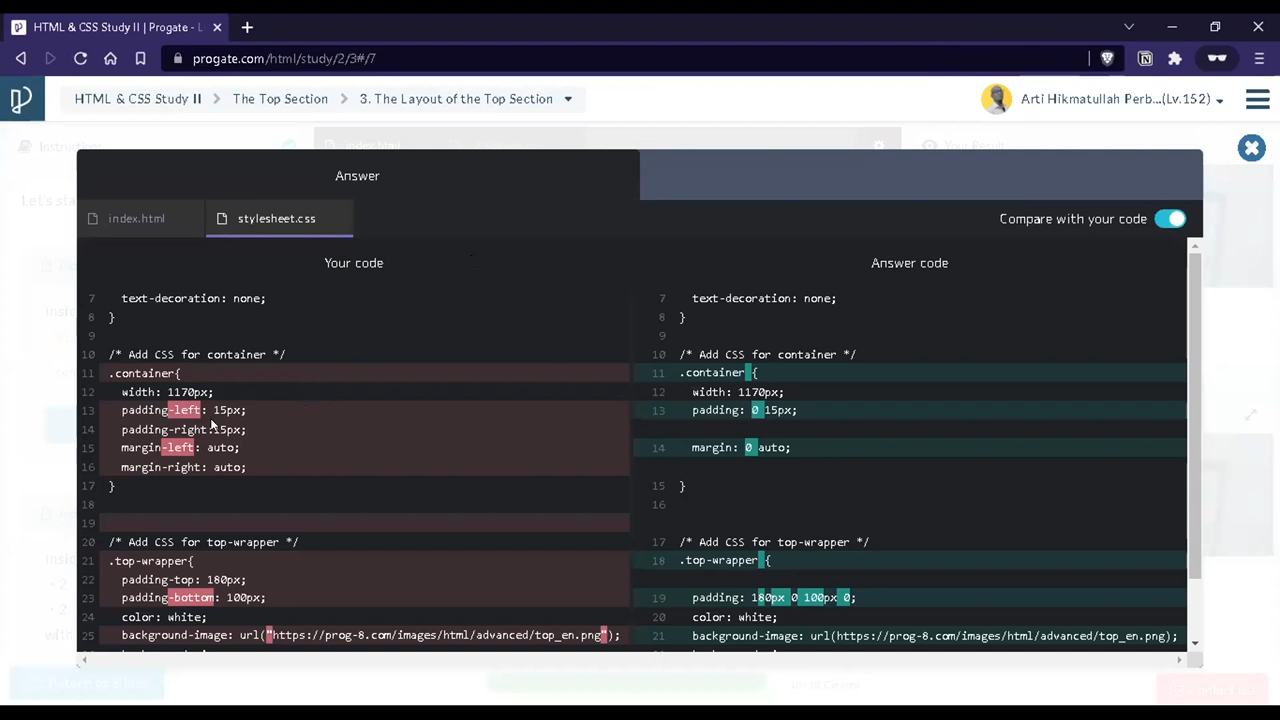 HTML & CSS Study II | Progate - L
progate.com/html/study/2/3#/7
HTML & CSS Study II
The Top Section
3. The Layout of the Top Section
Arti Hikmatullah Perb...(Lv.152)
Instructions
index.html
Your Result
Let's sta
Answer
index.html
stylesheet.css
Compare with your code
Your code
Answer code
7 text-decoration: none;
8 }
9
10 /* Add CSS for container */
11 .container{
12 width: 1170px;
13 padding-left: 15px;
14 padding-right:15px;
15 margin-left: auto;
16 margin-right: auto;
17 }
18
19
20 /* Add CSS for top-wrapper */
21 .top-wrapper{
22 padding-top: 180px;
23 padding-bottom: 100px;
24 color: white;
25 background-image: url("https://prog-8.com/images/html/advanced/top_en.png");
7 text-decoration: none;
8 }
9
10 /* Add CSS for container */
11 .container {
12 width: 1170px;
13 padding: 0 15px;
14 margin: 0 auto;
15 }
16
17 /* Add CSS for top-wrapper */
18 .top-wrapper {
19 padding: 180px 0 100px 0;
20 color: white;
21 background-image: url(https://prog-8.com/images/html/advanced/top_en.png);